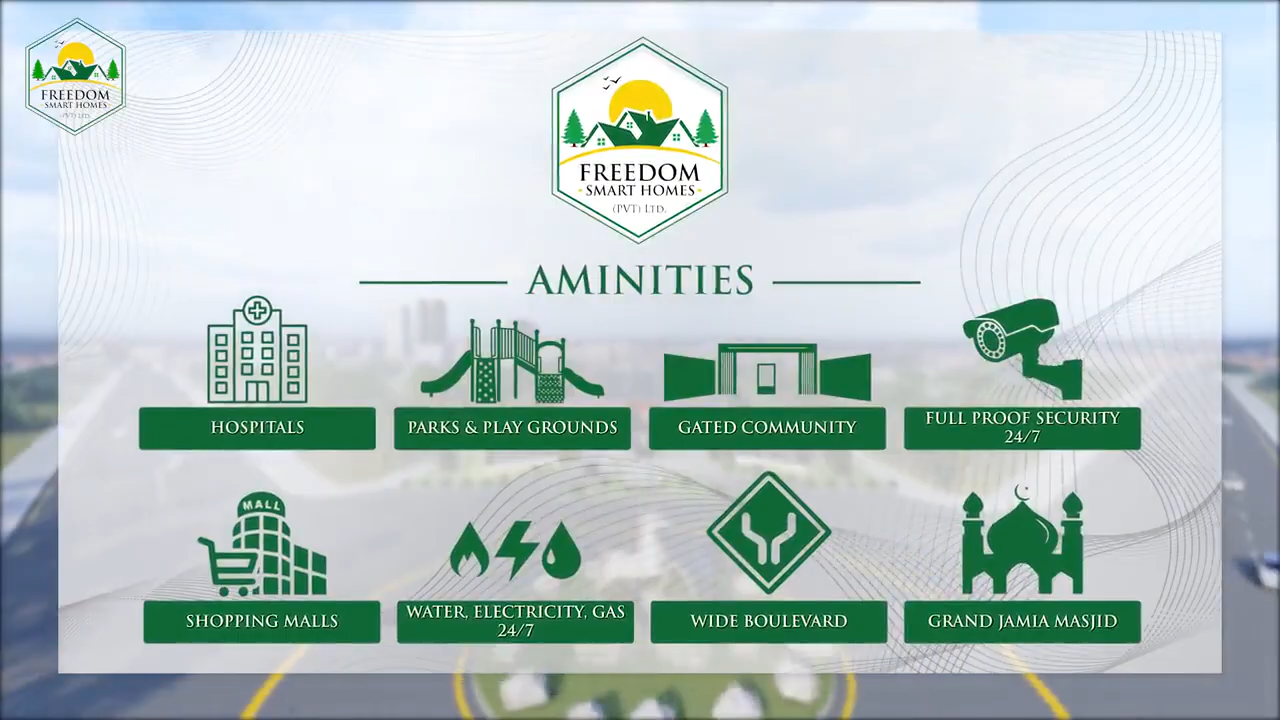 FREEDOM
SMART HOMES
(PVT) LTD.
FREEDOM
SMART HOMES
(PVT) LTD.
AMINITIES
HOSPITALS
PARKS & PLAY GROUNDS
GATED COMMUNITY
FULL PROOF SECURITY
24/7
MALL
SHOPPING MALLS
WATER, ELECTRICITY, GAS
24/7
WIDE BOULEVARD
GRAND JAMIA MASJID